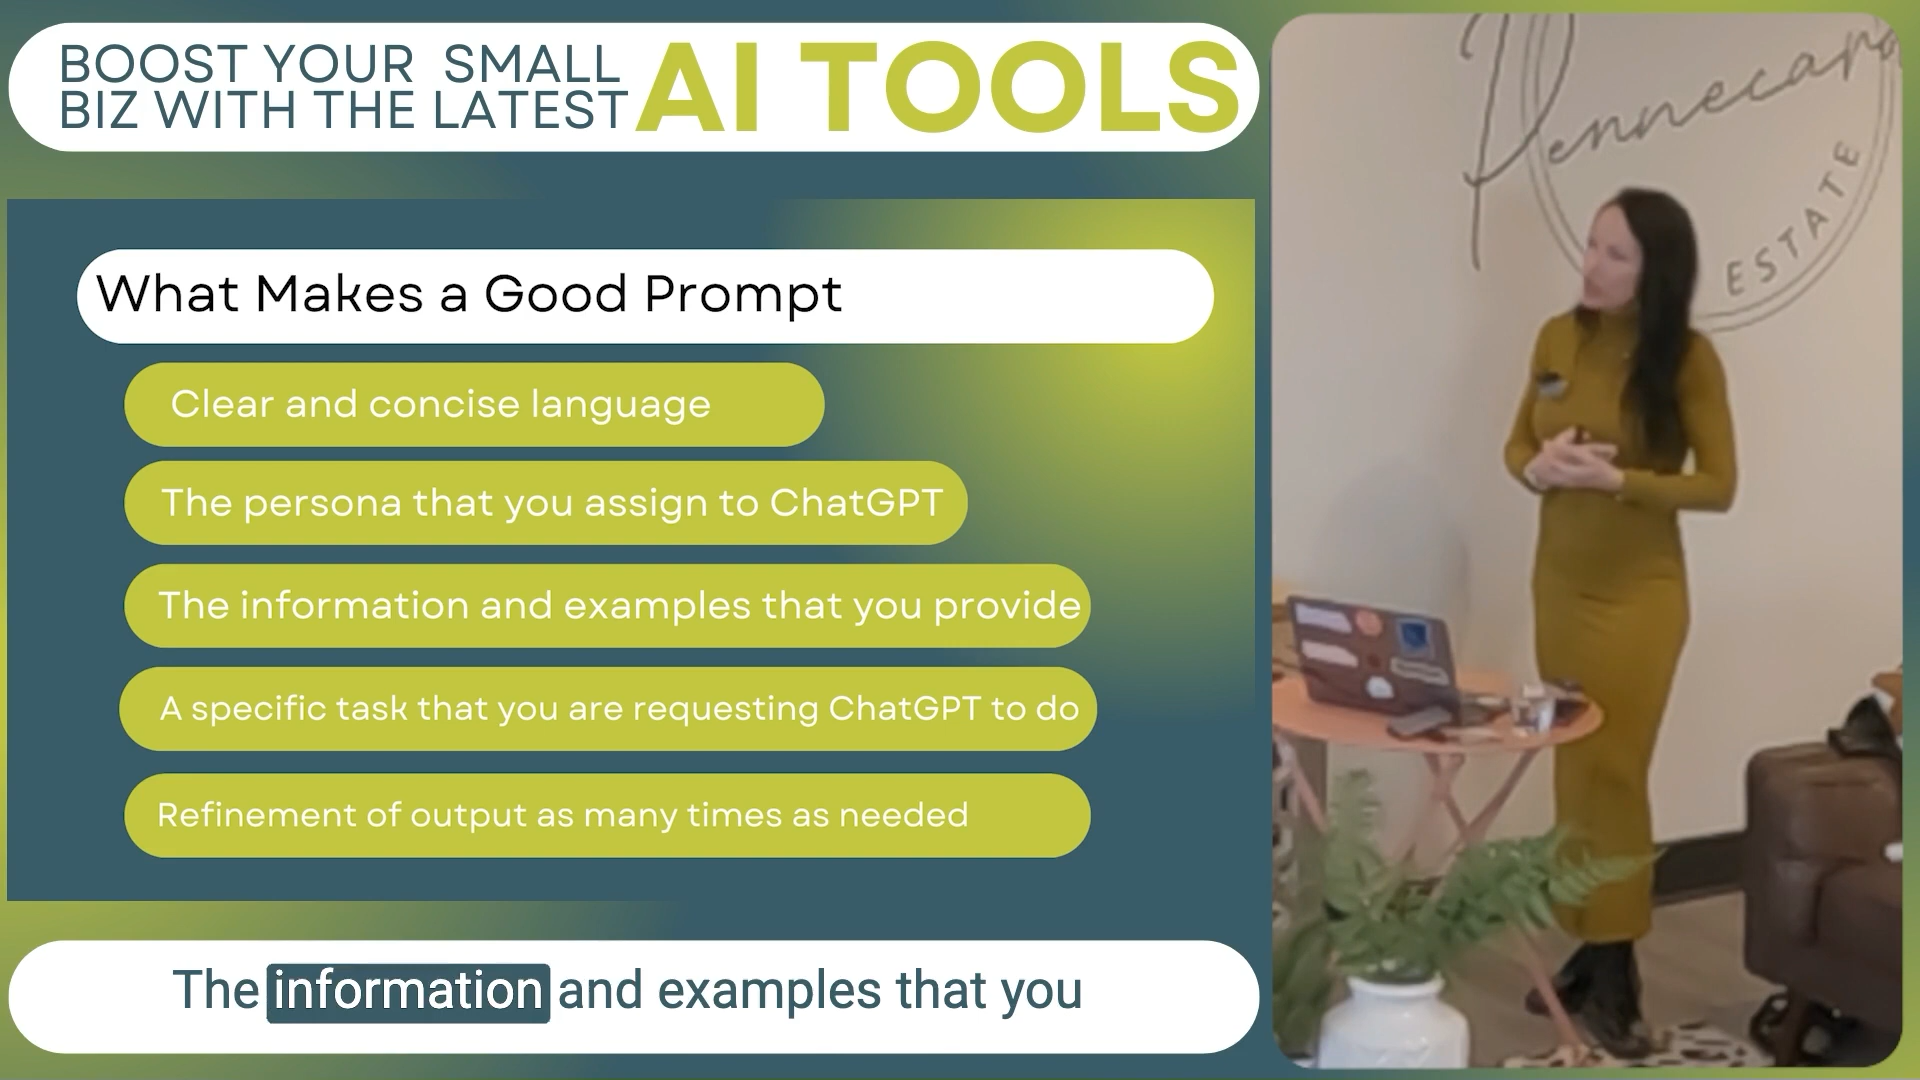 BOOST YOUR SMALL
BIZ WITH THE LATEST
AI TOOLS
What Makes a Good Prompt
Clear and concise language
The persona that you assign to ChatGPT
The information and examples that you provide
A specific task that you are requesting ChatGPT to do
Refinement of output as many times as needed
The information and examples that you
Pennecara
ESTATE